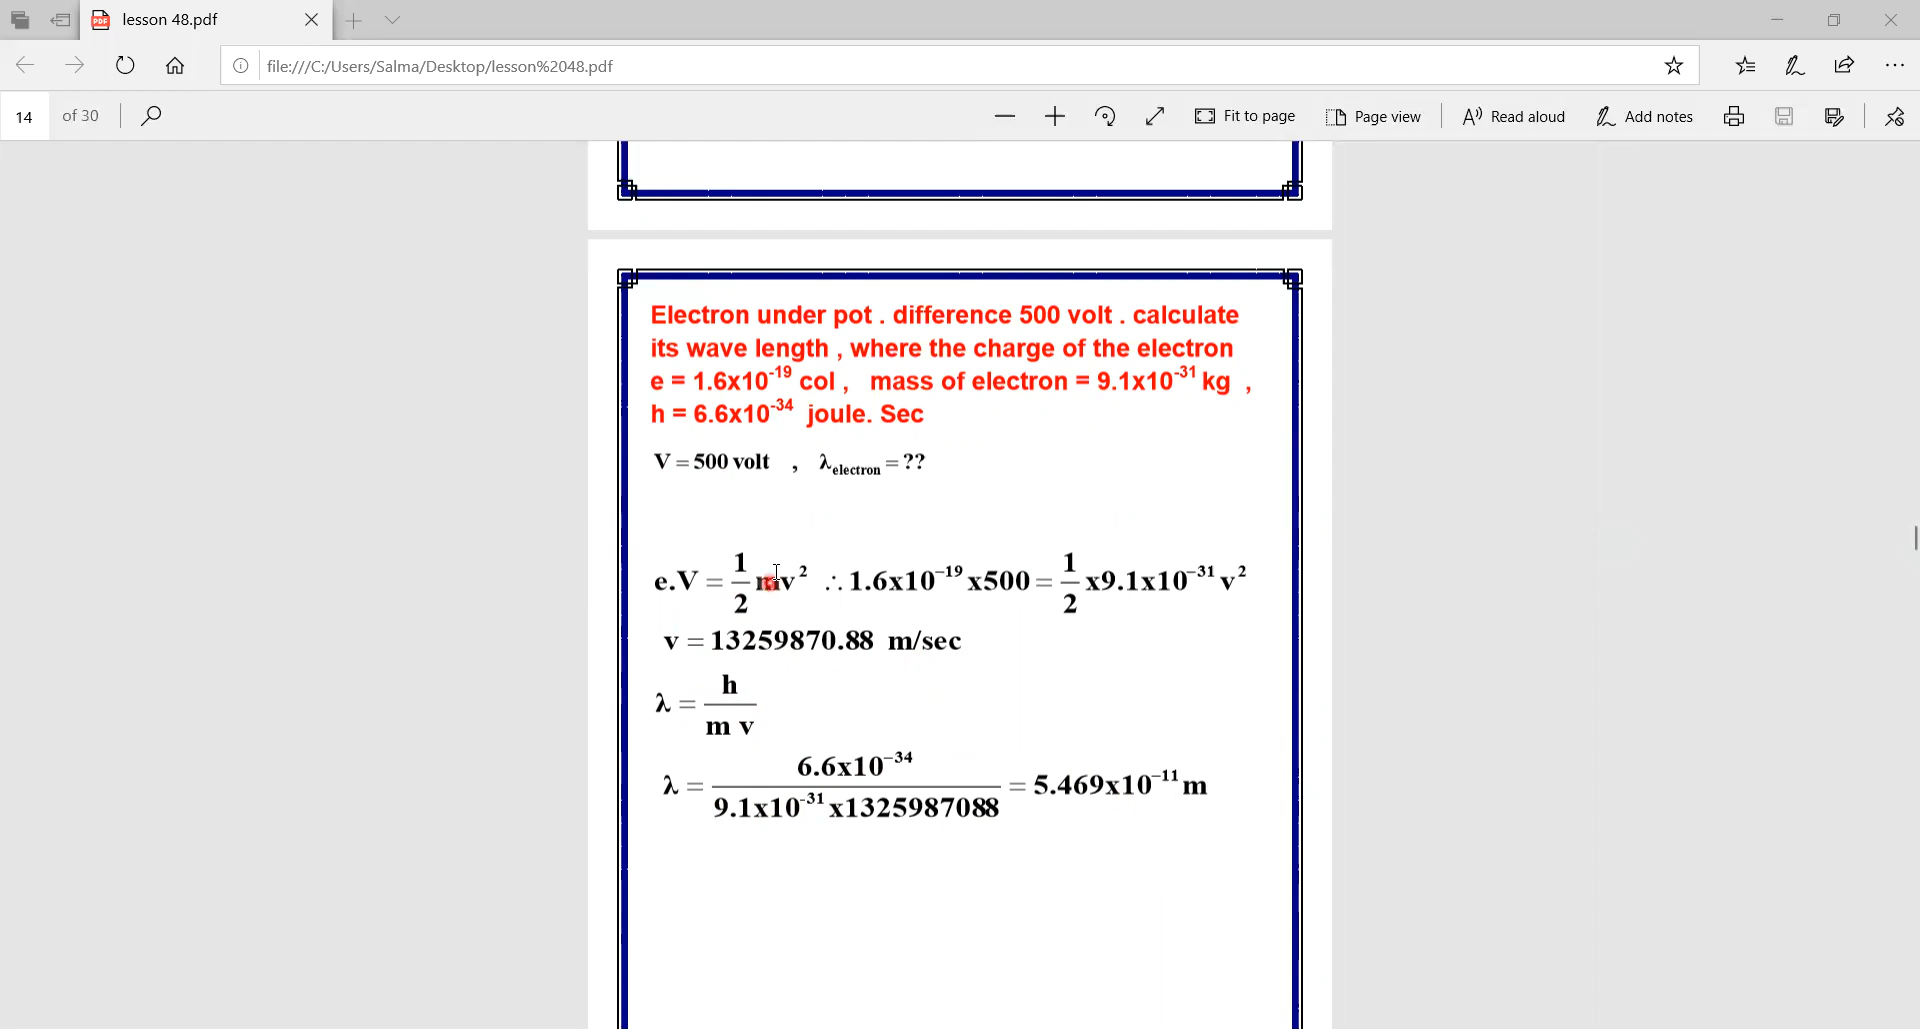 lesson 48.pdf
file:///C:/Users/Salma/Desktop/lesson%2048.pdf
14 of 30 Fit to page Page view Read aloud Add notes
Electron under pot . difference 500 volt . calculate
its wave length , where the charge of the electron
e = 1.6x10⁻¹⁹ col , mass of electron = 9.1x10⁻³¹ kg ,
h = 6.6x10⁻³⁴ joule. Sec
V = 500 volt , λelectron = ??
e.V = 1/2 mv² ∴ 1.6x10⁻¹⁹ x500 = 1/2 x9.1x10⁻³¹ v²
v = 13259870.88 m/sec
λ = h / m v
λ = 6.6x10⁻³⁴ / 9.1x10⁻³¹ x1325987088 = 5.469x10⁻¹¹ m